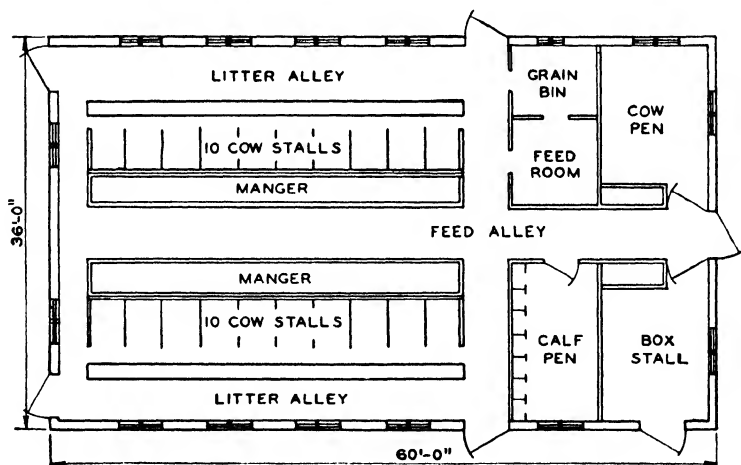 LITTER ALLEY
GRAIN
BIN
COW
PEN
10 COW STALLS
FEED
ROOM
MANGER
36'-0"
FEED ALLEY
MANGER
10 COW STALLS
CALF
PEN
BOX
STALL
LITTER ALLEY
60'-0"